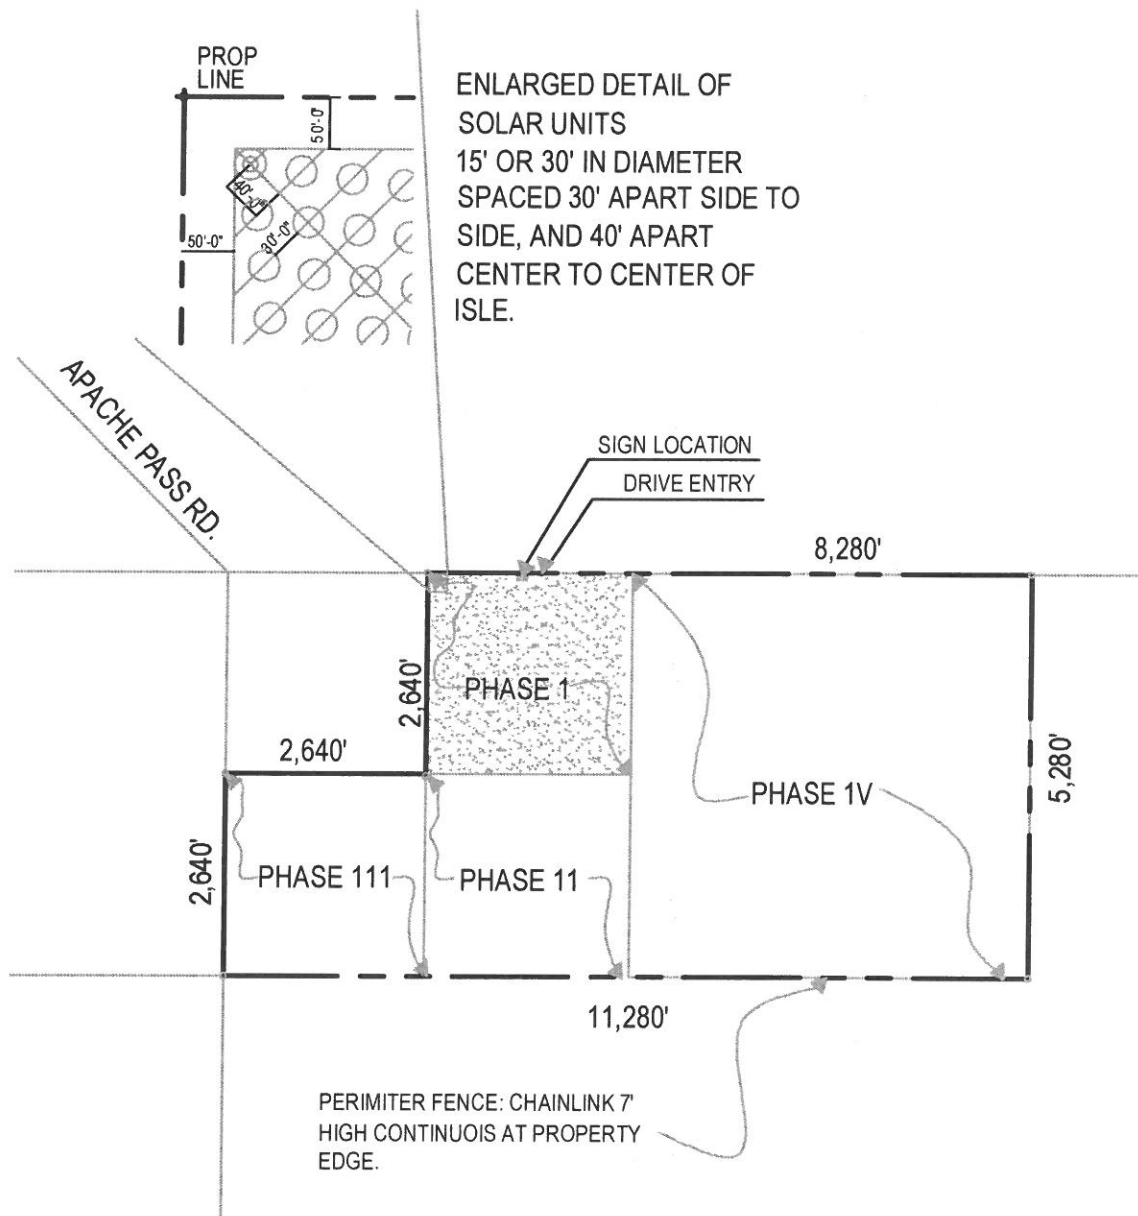 PROP
LINE
50'-0"
40'-0"
30'-0"
50'-0"
ENLARGED DETAIL OF
SOLAR UNITS
15' OR 30' IN DIAMETER
SPACED 30' APART SIDE TO
SIDE, AND 40' APART
CENTER TO CENTER OF
ISLE.
APACHE PASS RD.
SIGN LOCATION
DRIVE ENTRY
8,280'
2,640'
PHASE 1
2,640'
PHASE 1V
5,280'
2,640'
PHASE 111
PHASE 11
11,280'
PERIMITER FENCE: CHAINLINK 7'
HIGH CONTINUOIS AT PROPERTY
EDGE.